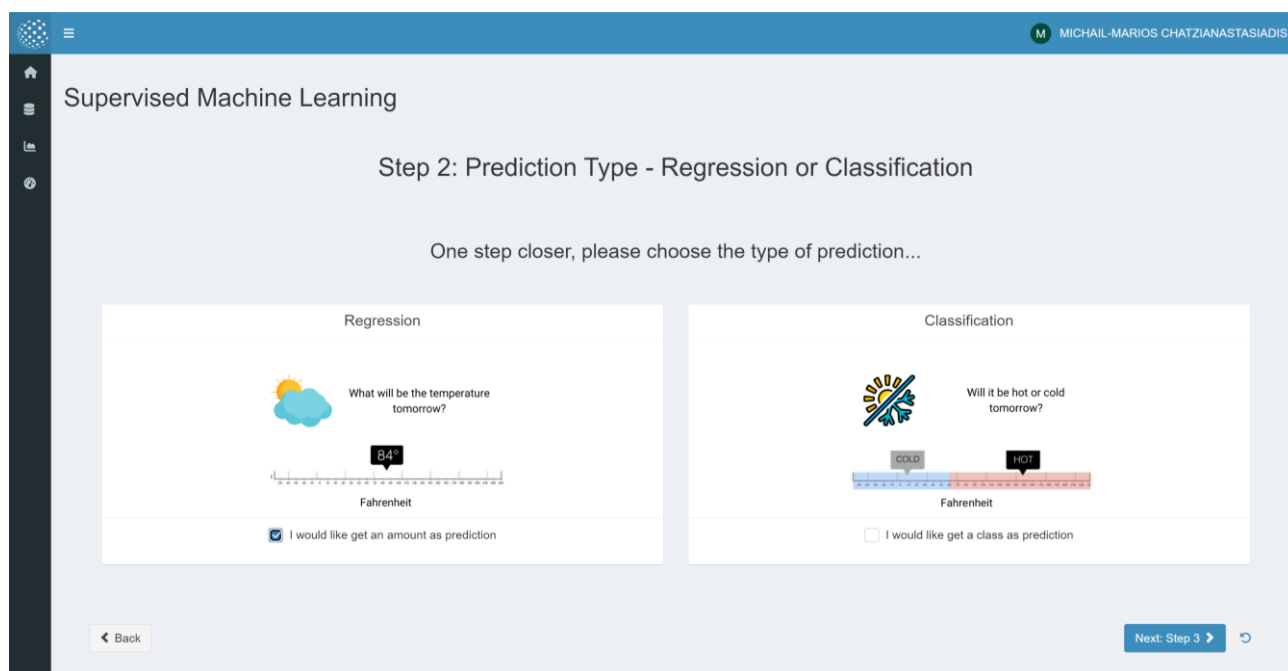 M MICHAIL-MARIOS CHATZIANASTASIADIS
Supervised Machine Learning
Step 2: Prediction Type - Regression or Classification
One step closer, please choose the type of prediction...
Regression
What will be the temperature
tomorrow?
84°
Fahrenheit
I would like get an amount as prediction
Classification
Will it be hot or cold
tomorrow?
COLD HOT
Fahrenheit
I would like get a class as prediction
Back
Next: Step 3